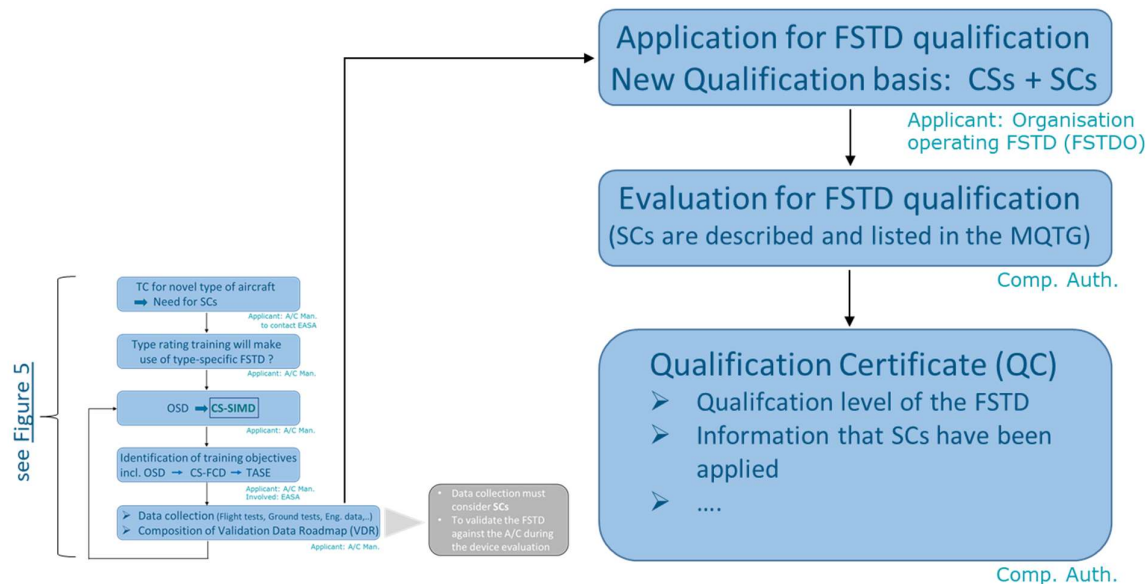 see Figure 5
TC for novel type of aircraft
➡ Need for SCs
Applicant: A/C Man.
to contact EASA
Type rating training will make
use of type-specific FSTD ?
Applicant: A/C Man.
OSD ➡ CS-SIMD
Applicant: A/C Man.
Identification of training objectives
incl. OSD → CS-FCD → TASE
Applicant: A/C Man.
Involved: EASA
➢ Data collection (Flight tests, Ground tests, Eng. data,..)
➢ Composition of Validation Data Roadmap (VDR)
Applicant: A/C Man.
• Data collection must
consider SCs
• To validate the FSTD
against the A/C during
the device evaluation
Application for FSTD qualification
New Qualification basis: CSs + SCs
Applicant: Organisation
operating FSTD (FSTDO)
Evaluation for FSTD qualification
(SCs are described and listed in the MQTG)
Comp. Auth.
Qualification Certificate (QC)
➢ Qualifcation level of the FSTD
➢ Information that SCs have been
applied
➢ ....
Comp. Auth.